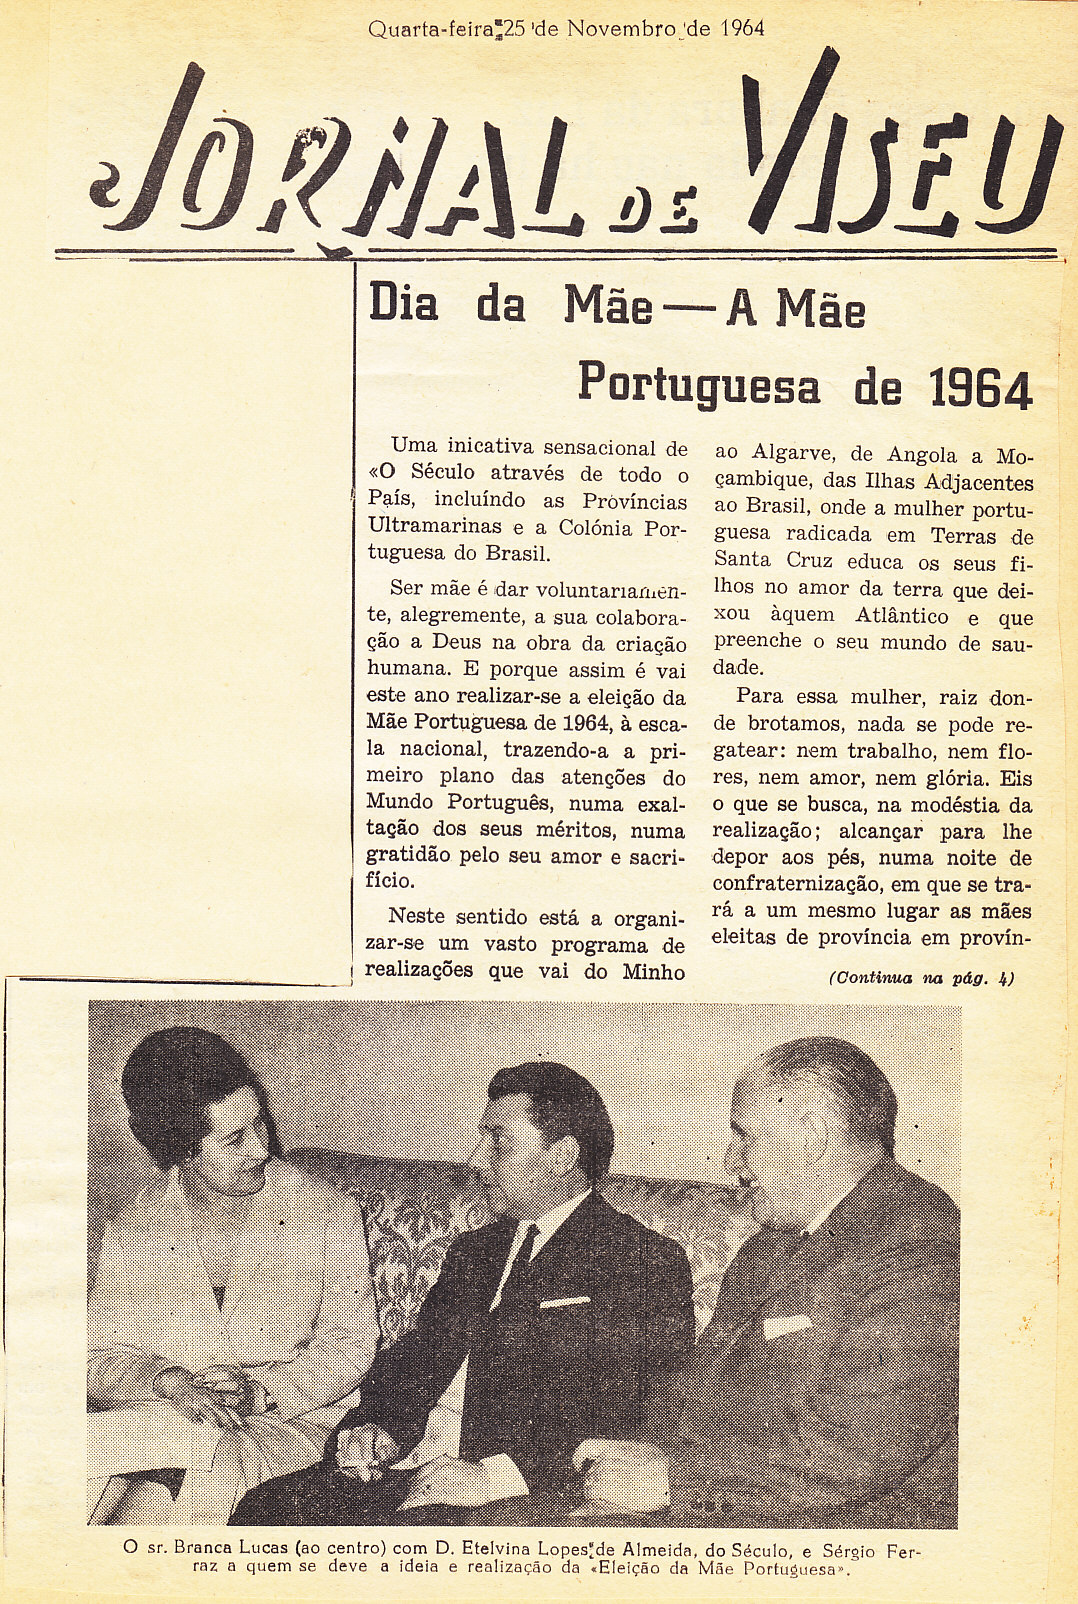 Quarta-feira, 25 de Novembro de 1964
JORNAL DE VISEU
Dia da Mãe — A Mãe
Portuguesa de 1964
Uma inicativa sensacional de
«O Século através de todo o
País, incluíndo as Províncias
Ultramarinas e a Colónia Por-
tuguesa do Brasil.
Ser mãe é dar voluntariamen-
te, alegremente, a sua colabora-
ção a Deus na obra da criação
humana. E porque assim é vai
este ano realizar-se a eleição da
Mãe Portuguesa de 1964, à esca-
la nacional, trazendo-a a pri-
meiro plano das atenções do
Mundo Português, numa exal-
tação dos seus méritos, numa
gratidão pelo seu amor e sacri-
fício.
Neste sentido está a organi-
zar-se um vasto programa de
realizações que vai do Minho
ao Algarve, de Angola a Mo-
çambique, das Ilhas Adjacentes
ao Brasil, onde a mulher portu-
guesa radicada em Terras de
Santa Cruz educa os seus fi-
lhos no amor da terra que dei-
xou àquem Atlântico e que
preenche o seu mundo de sau-
dade.
Para essa mulher, raiz don-
de brotamos, nada se pode re-
gatear: nem trabalho, nem flo-
res, nem amor, nem glória. Eis
o que se busca, na modéstia da
realização; alcançar para lhe
depor aos pés, numa noite de
confraternização, em que se tra-
rá a um mesmo lugar as mães
eleitas de província em provín-
(Continua na pág. 4)
O sr. Branca Lucas (ao centro) com D. Etelvina Lopes de Almeida, do Século, e Sérgio Fer-
raz a quem se deve a ideia e realização da «Eleição da Mãe Portuguesa».